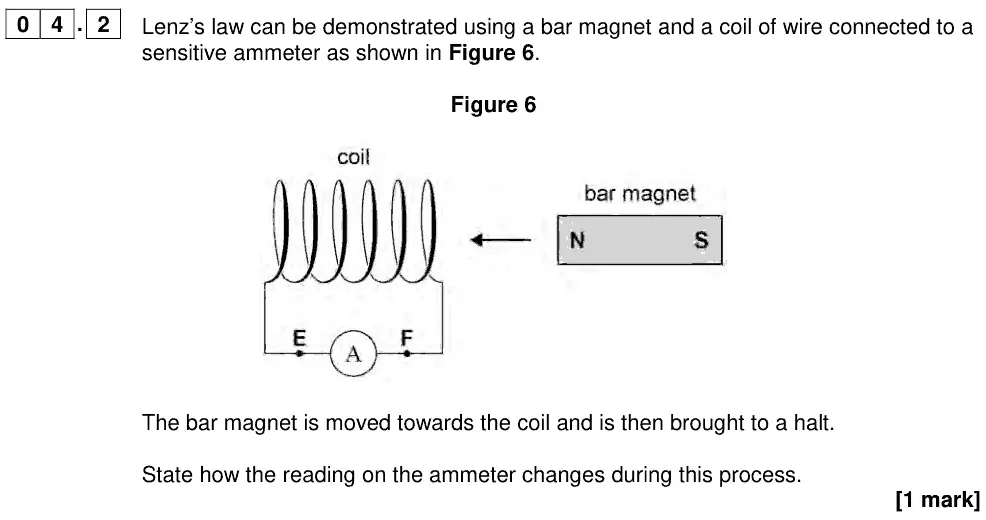 04.2 Lenz's law can be demonstrated using a bar magnet and a coil of wire connected to a
sensitive ammeter as shown in Figure 6.
Figure 6
coil
bar magnet
N S
E F
A
The bar magnet is moved towards the coil and is then brought to a halt.
State how the reading on the ammeter changes during this process.
[1 mark]